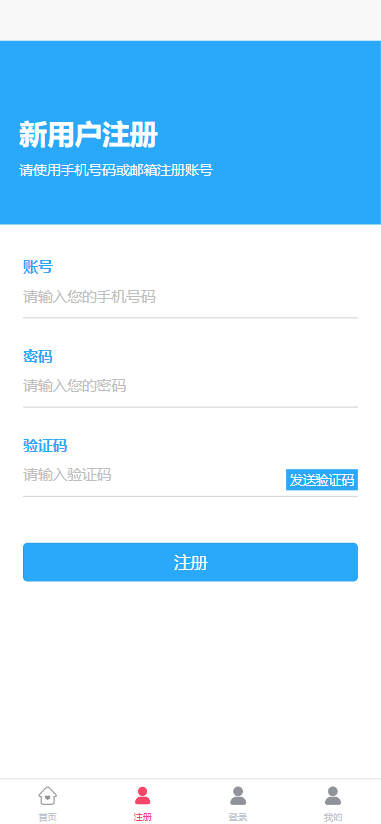 新用户注册
请使用手机号码或邮箱注册账号
账号
请输入您的手机号码
密码
请输入您的密码
验证码
请输入验证码
发送验证码
注册
首页
注册
登录
我的